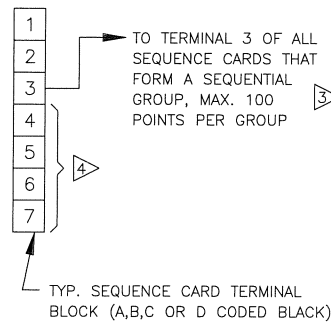 1
2
3
4
5
6
7
TO TERMINAL 3 OF ALL
SEQUENCE CARDS THAT
FORM A SEQUENTIAL
GROUP, MAX. 100
POINTS PER GROUP
3
4
TYP. SEQUENCE CARD TERMINAL
BLOCK (A,B,C OR D CODED BLACK)